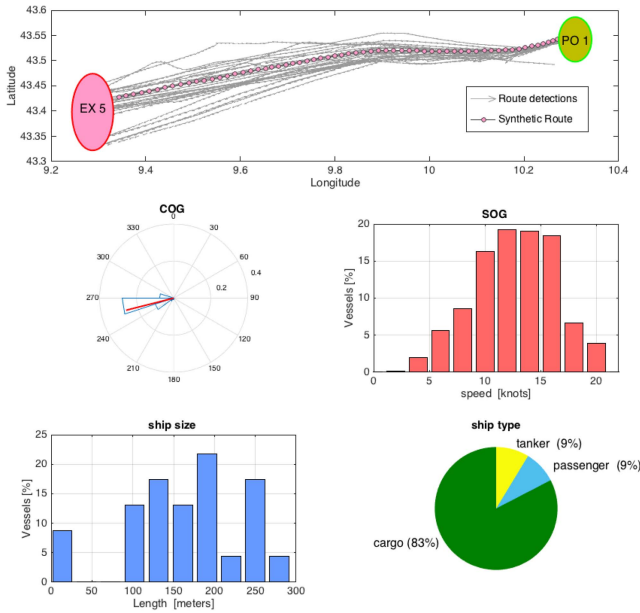 43.6
43.55
43.5
43.45
43.4
43.35
43.3
Latitude
EX 5
PO 1
Route detections
Synthetic Route
9.2 9.4 9.6 9.8 10 10.2 10.4
Longitude
COG
0
30
60
90
120
150
180
210
240
270
300
330
0.2
0.4
SOG
20
15
10
5
0
Vessels [%]
0 5 10 15 20
speed [knots]
ship size
25
20
15
10
5
0
Vessels [%]
0 50 100 150 200 250 300
Length [meters]
ship type
tanker (9%)
passenger (9%)
cargo (83%)